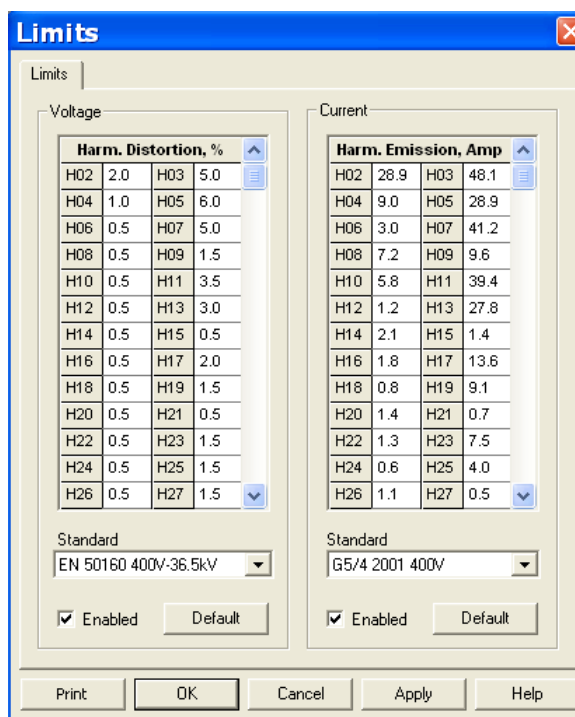 Limits
Limits
Voltage
Harm. Distortion, %
H02 2.0 H03 5.0
H04 1.0 H05 6.0
H06 0.5 H07 5.0
H08 0.5 H09 1.5
H10 0.5 H11 3.5
H12 0.5 H13 3.0
H14 0.5 H15 0.5
H16 0.5 H17 2.0
H18 0.5 H19 1.5
H20 0.5 H21 0.5
H22 0.5 H23 1.5
H24 0.5 H25 1.5
H26 0.5 H27 1.5
Standard
EN 50160 400V-36.5kV
Enabled Default
Current
Harm. Emission, Amp
H02 28.9 H03 48.1
H04 9.0 H05 28.9
H06 3.0 H07 41.2
H08 7.2 H09 9.6
H10 5.8 H11 39.4
H12 1.2 H13 27.8
H14 2.1 H15 1.4
H16 1.8 H17 13.6
H18 0.8 H19 9.1
H20 1.4 H21 0.7
H22 1.3 H23 7.5
H24 0.6 H25 4.0
H26 1.1 H27 0.5
Standard
G5/4 2001 400V
Enabled Default
Print OK Cancel Apply Help